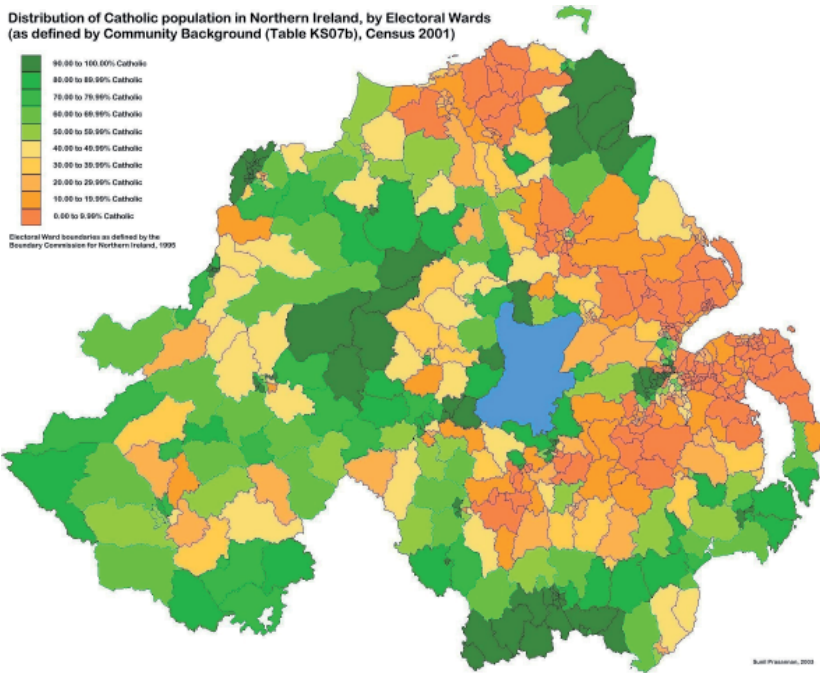 Distribution of Catholic population in Northern Ireland, by Electoral Wards
(as defined by Community Background (Table KS07b), Census 2001)
90.00 to 100.00% Catholic
80.00 to 89.99% Catholic
70.00 to 79.99% Catholic
60.00 to 69.99% Catholic
50.00 to 59.99% Catholic
40.00 to 49.99% Catholic
30.00 to 39.99% Catholic
20.00 to 29.99% Catholic
10.00 to 19.99% Catholic
0.00 to 9.99% Catholic
Electoral Ward boundaries as defined by the
Boundary Commission for Northern Ireland, 1995
Sunil Prasannan, 2003